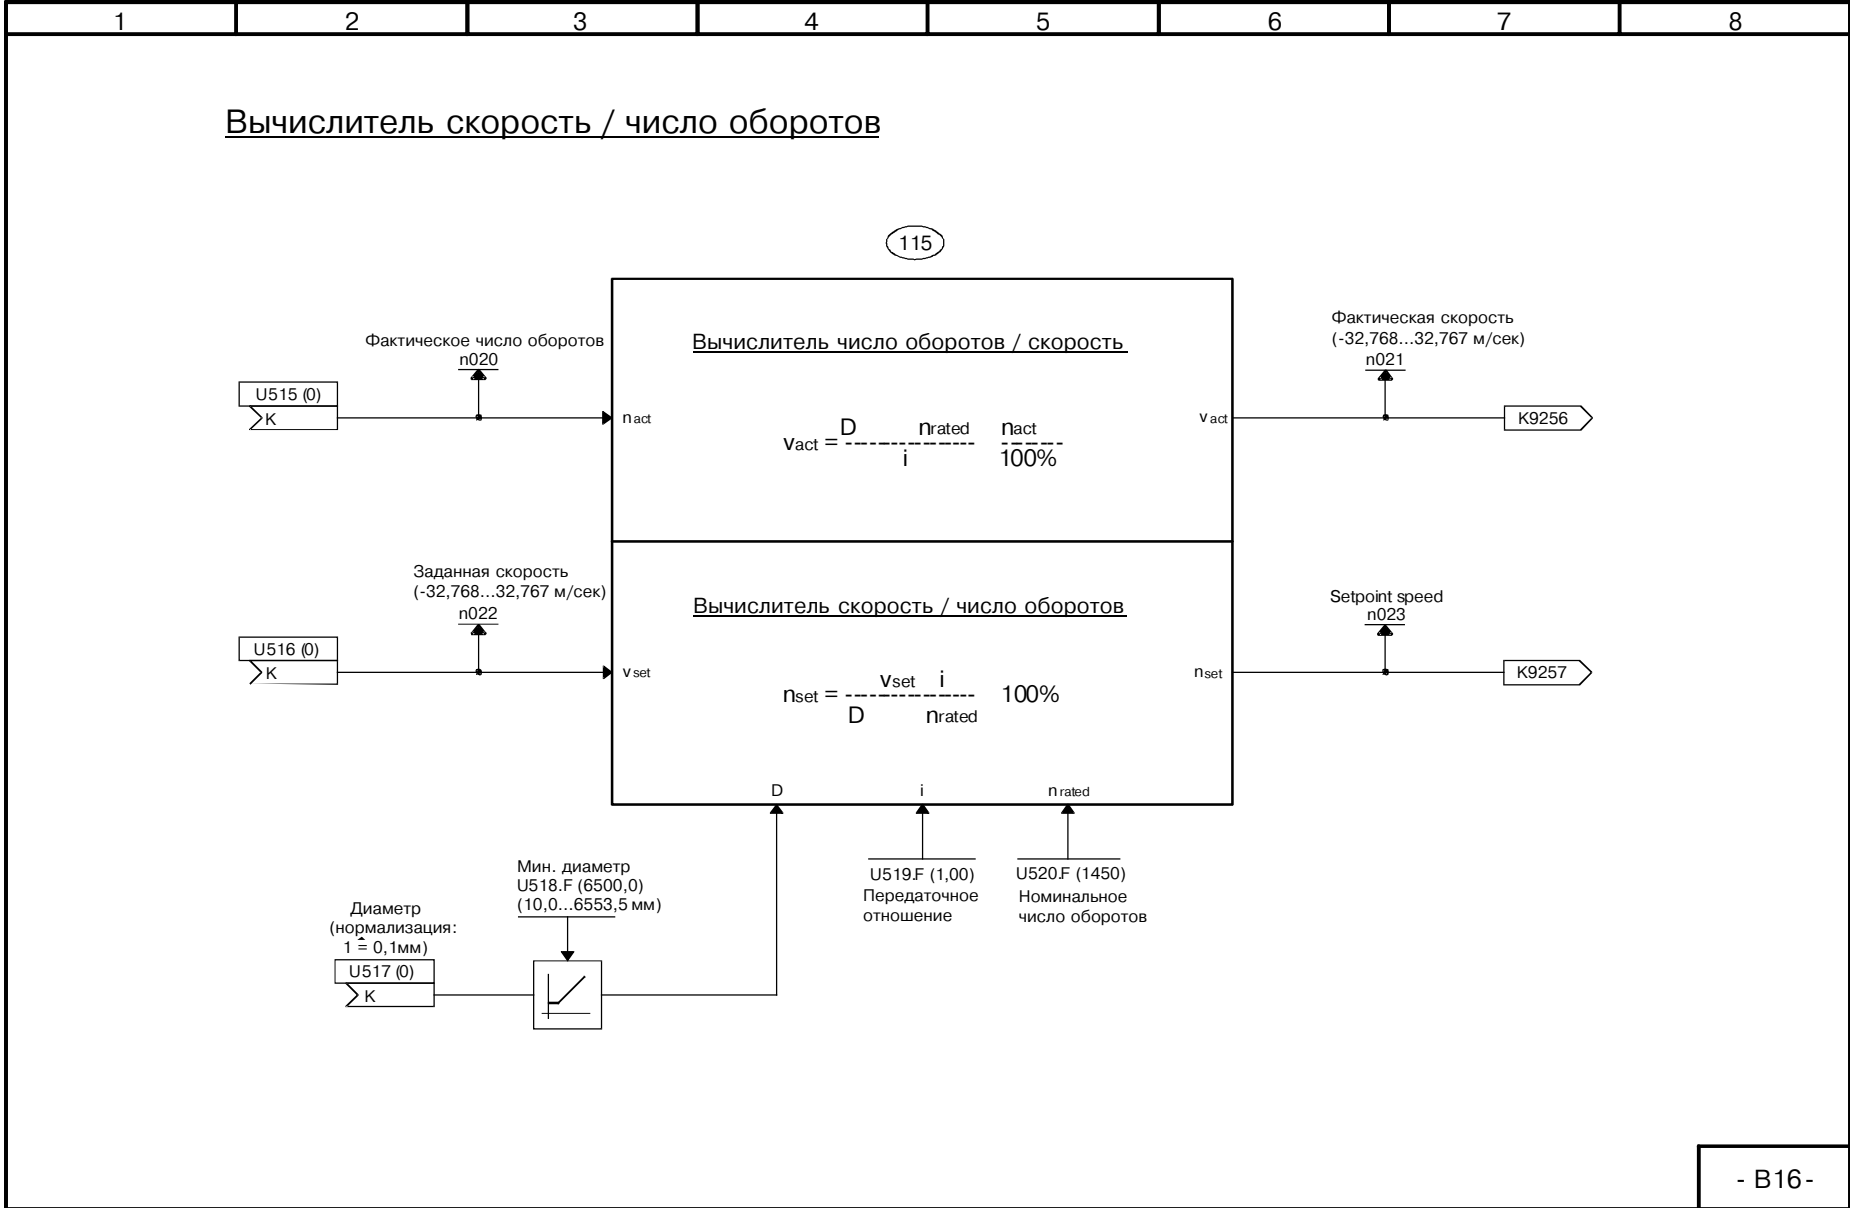 1 2 3 4 5 6 7 8
Вычислитель скорость / число оборотов
115
Фактическое число оборотов
n020
U515 (0)
K
n act
Вычислитель число оборотов / скорость
D nrated nact
vact = ---------------- -------
i 100%
v act
Фактическая скорость
(-32,768...32,767 м/сек)
n021
K9256
Заданная скорость
(-32,768...32,767 м/сек)
n022
U516 (0)
K
v set
Вычислитель скорость / число оборотов
vset i
nset = ---------------- 100%
D nrated
nset
Setpoint speed
n023
K9257
D i n rated
Мин. диаметр
U518.F (6500,0)
(10,0...6553,5 мм)
U519.F (1,00)
Передаточное
отношение
U520.F (1450)
Номинальное
число оборотов
Диаметр
(нормализация:
1 ≙ 0,1мм)
U517 (0)
K
- B16 -